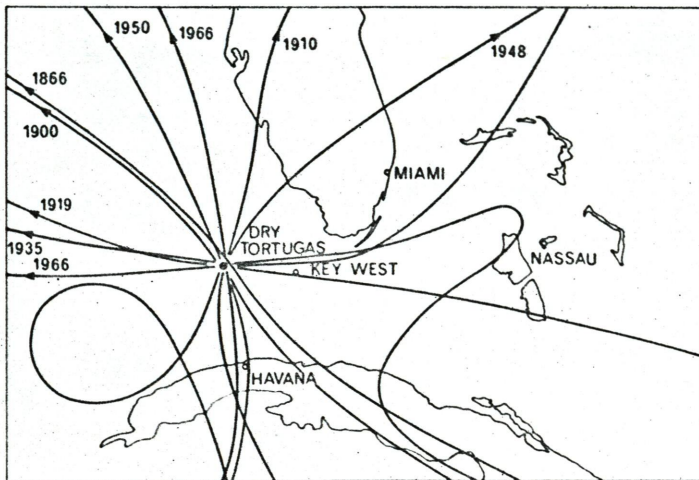 1950
1966
1910
1948
1866
1900
MIAMI
1919
DRY
TORTUGAS
1935
NASSAU
KEY WEST
1966
HAVANA